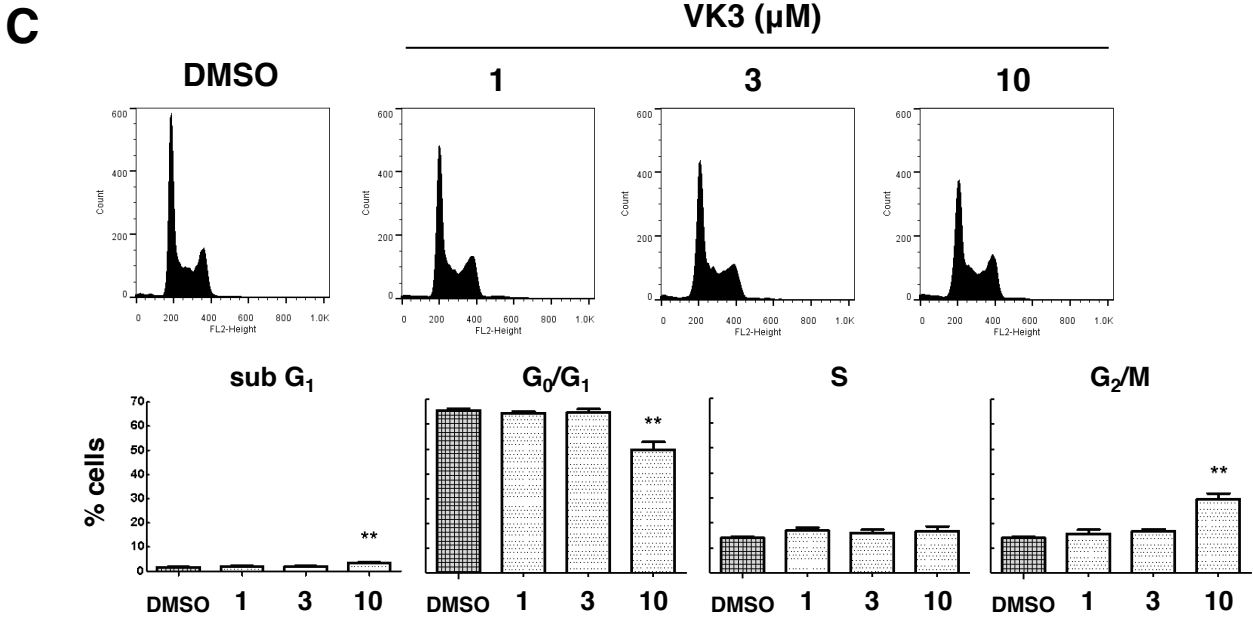 C
VK3 (µM)
DMSO
1
3
10
600
400
200
0
Count
0 200 400 600 800 1.0K
FL2-Height
600
400
200
0
Count
0 200 400 600 800 1.0K
FL2-Height
600
400
200
0
Count
0 200 400 600 800 1.0K
FL2-Height
600
400
200
0
Count
0 200 400 600 800 1.0K
FL2-Height
sub G1
G0/G1
S
G2/M
% cells
70
60
50
40
30
20
10
0
**
**
**
DMSO 1 3 10
DMSO 1 3 10
DMSO 1 3 10
DMSO 1 3 10